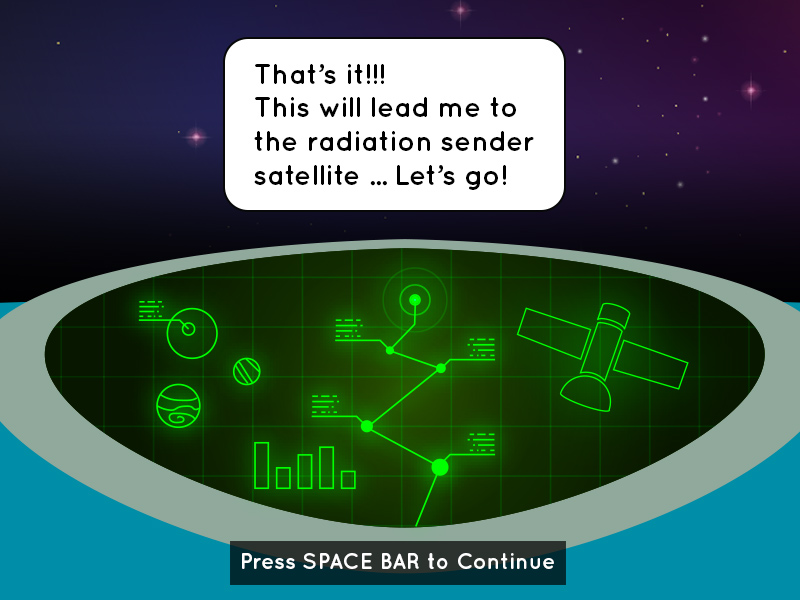 That's it!!!
This will lead me to
the radiation sender
satellite ... Let's go!
Press SPACE BAR to Continue